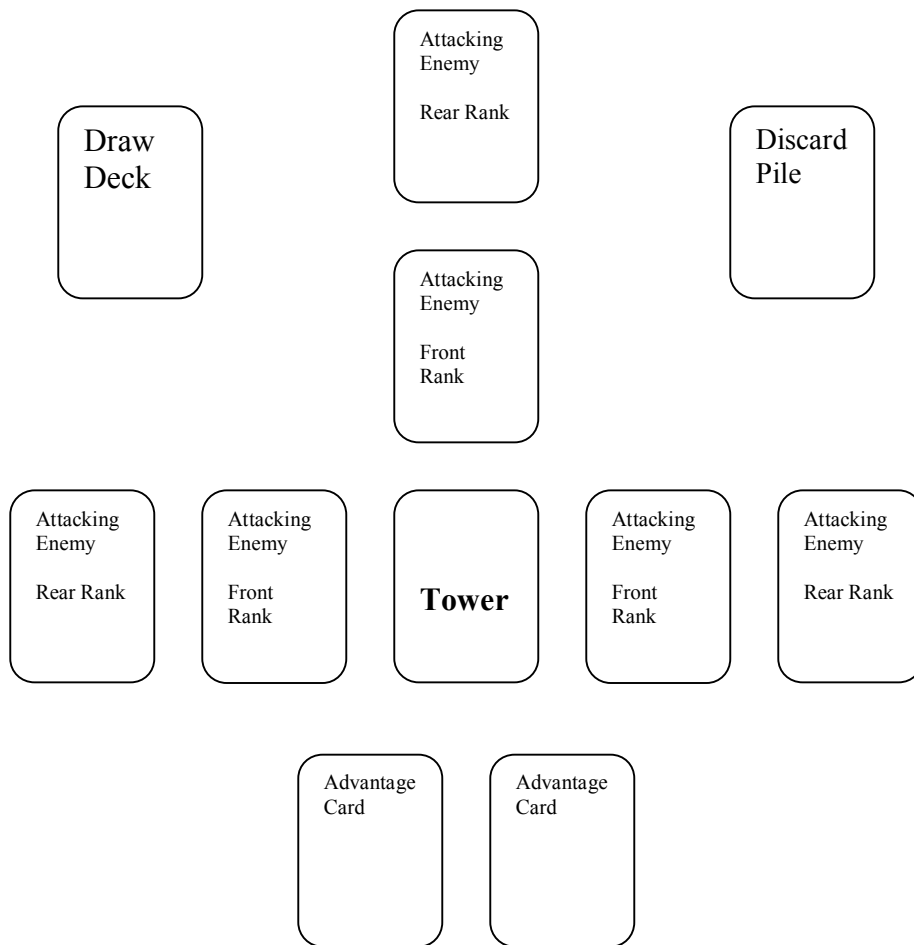 Attacking
Enemy
Rear Rank
Draw
Deck
Discard
Pile
Attacking
Enemy
Front
Rank
Attacking
Enemy
Rear Rank
Attacking
Enemy
Front
Rank
Tower
Attacking
Enemy
Front
Rank
Attacking
Enemy
Rear Rank
Advantage
Card
Advantage
Card